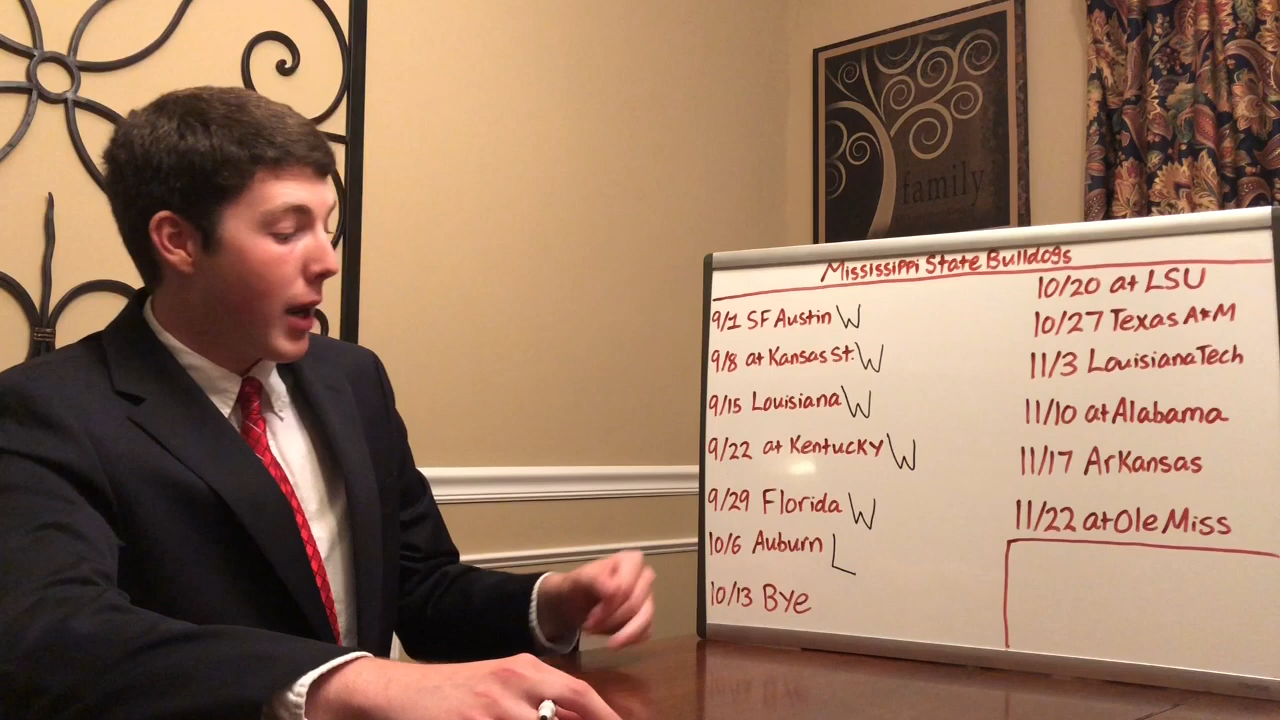 family
Mississippi State Bulldogs
9/1 SF Austin W
9/8 at Kansas St. W
9/15 Louisiana W
9/22 at Kentucky W
9/29 Florida W
10/6 Auburn L
10/13 Bye
10/20 at LSU
10/27 Texas A&M
11/3 Louisiana Tech
11/10 at Alabama
11/17 Arkansas
11/22 at Ole Miss